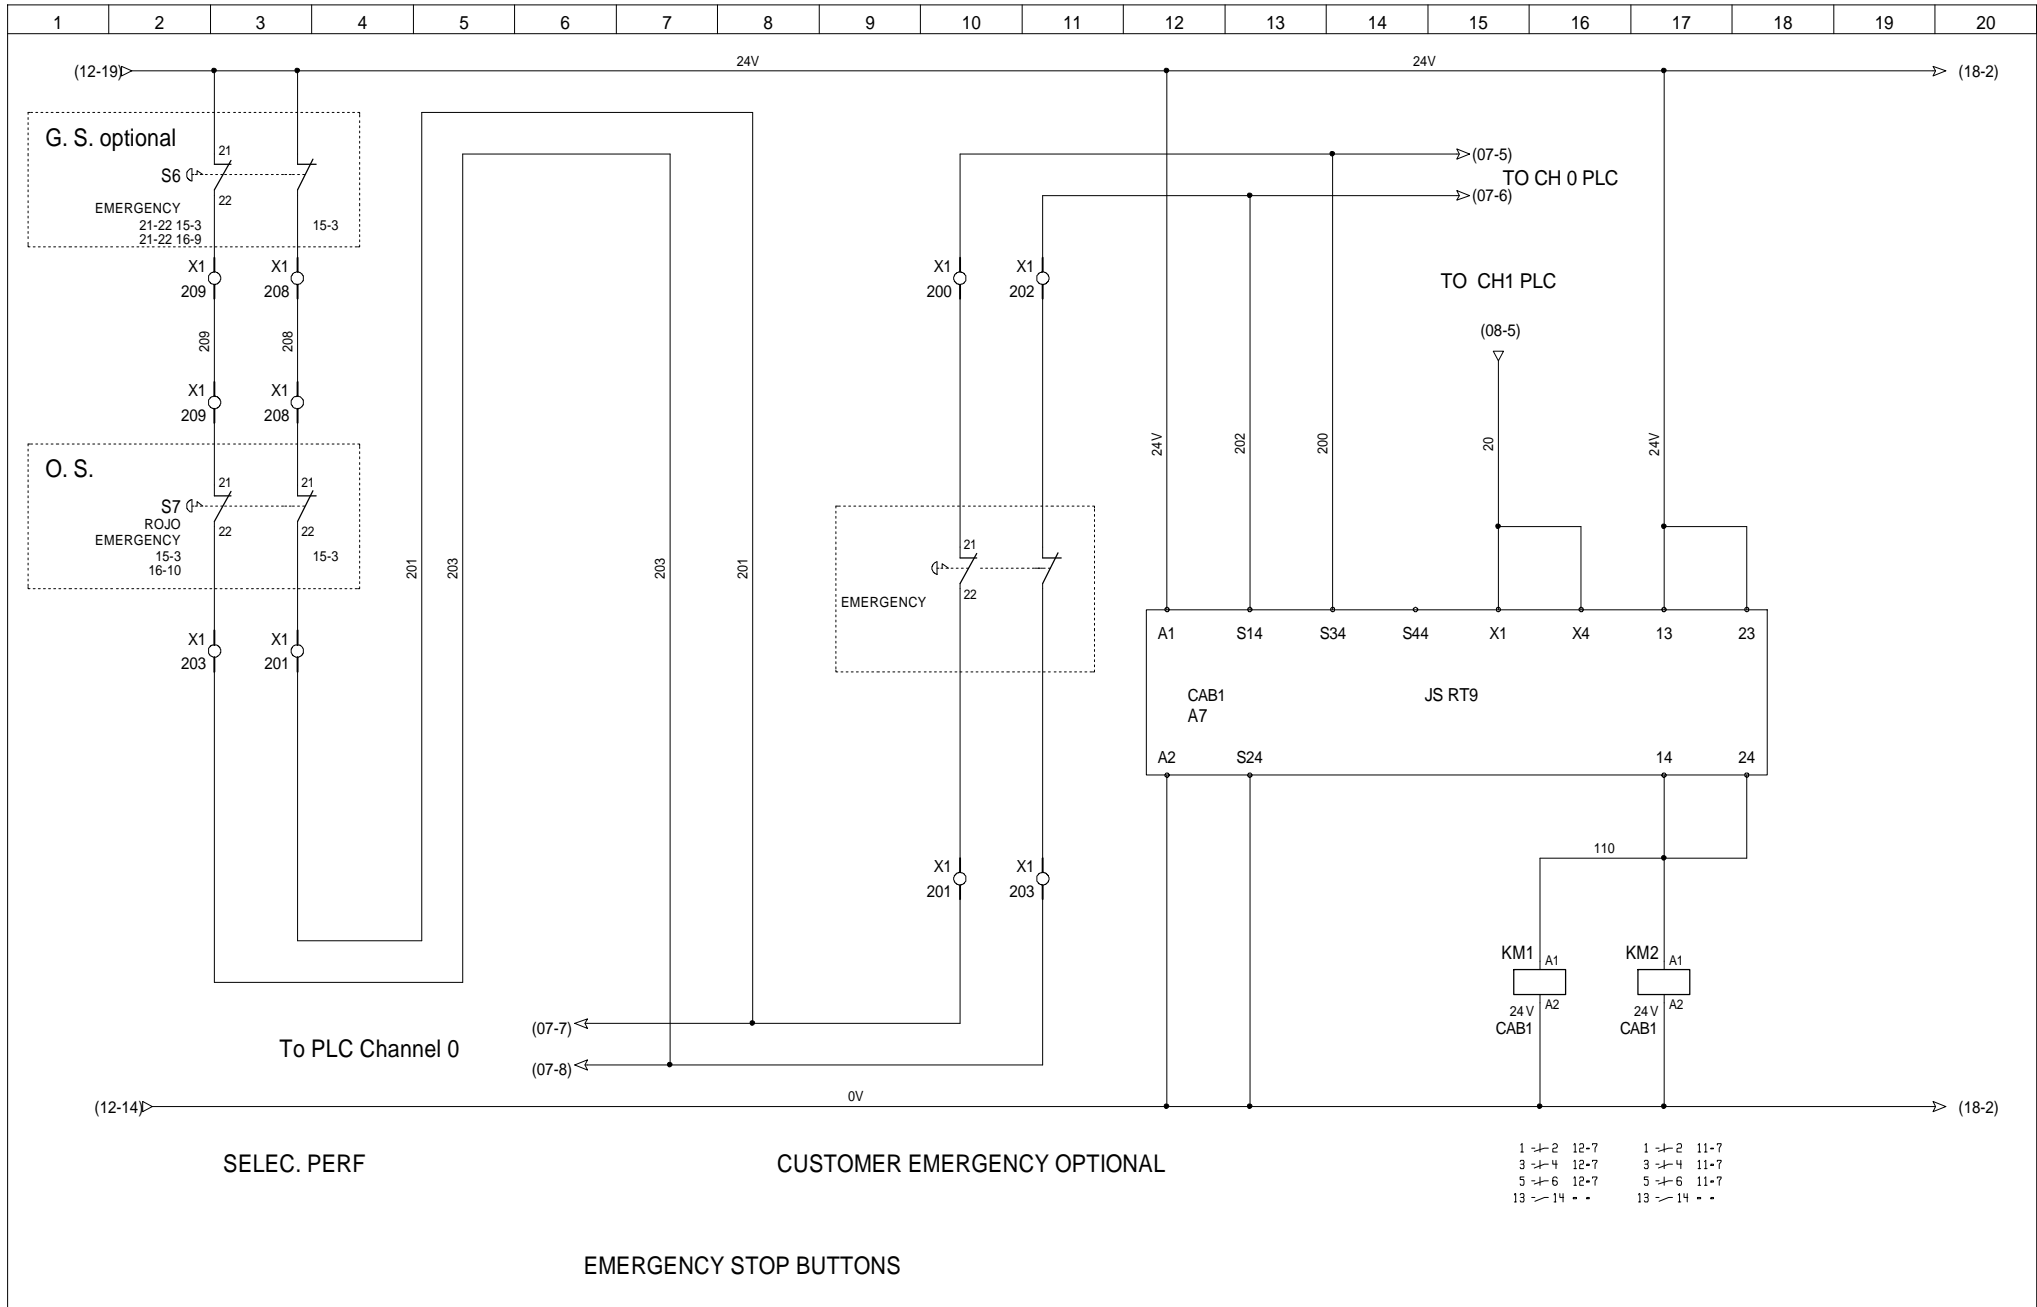 1 2 3 4 5 6 7 8 9 10 11 12 13 14 15 16 17 18 19 20
(12-19) 24V 24V (18-2)
G. S. optional
21
S6
22
EMERGENCY
21-22 15-3 15-3
21-22 16-9
(07-5)
TO CH 0 PLC
(07-6)
X1 X1 X1 X1
209 208 200 202
TO CH1 PLC
(08-5)
209 208
X1 X1
209 208
24V 202 200 20 24V
O. S.
21 21
S7
ROJO
22 22
EMERGENCY
15-3 15-3
16-10
201 203 203 201
21
22
EMERGENCY
X1 X1
203 201
A1 S14 S34 S44 X1 X4 13 23
CAB1 JS RT9
A7
A2 S24 14 24
110
X1 X1
201 203
KM1 A1 KM2 A1
24 V A2 24 V A2
CAB1 CAB1
(07-7)
To PLC Channel 0
(07-8)
(12-14) 0V (18-2)
SELEC. PERF CUSTOMER EMERGENCY OPTIONAL
1 2 12-7 1 2 11-7
3 4 12-7 3 4 11-7
5 6 12-7 5 6 11-7
13 14 - - 13 14 - -
EMERGENCY STOP BUTTONS